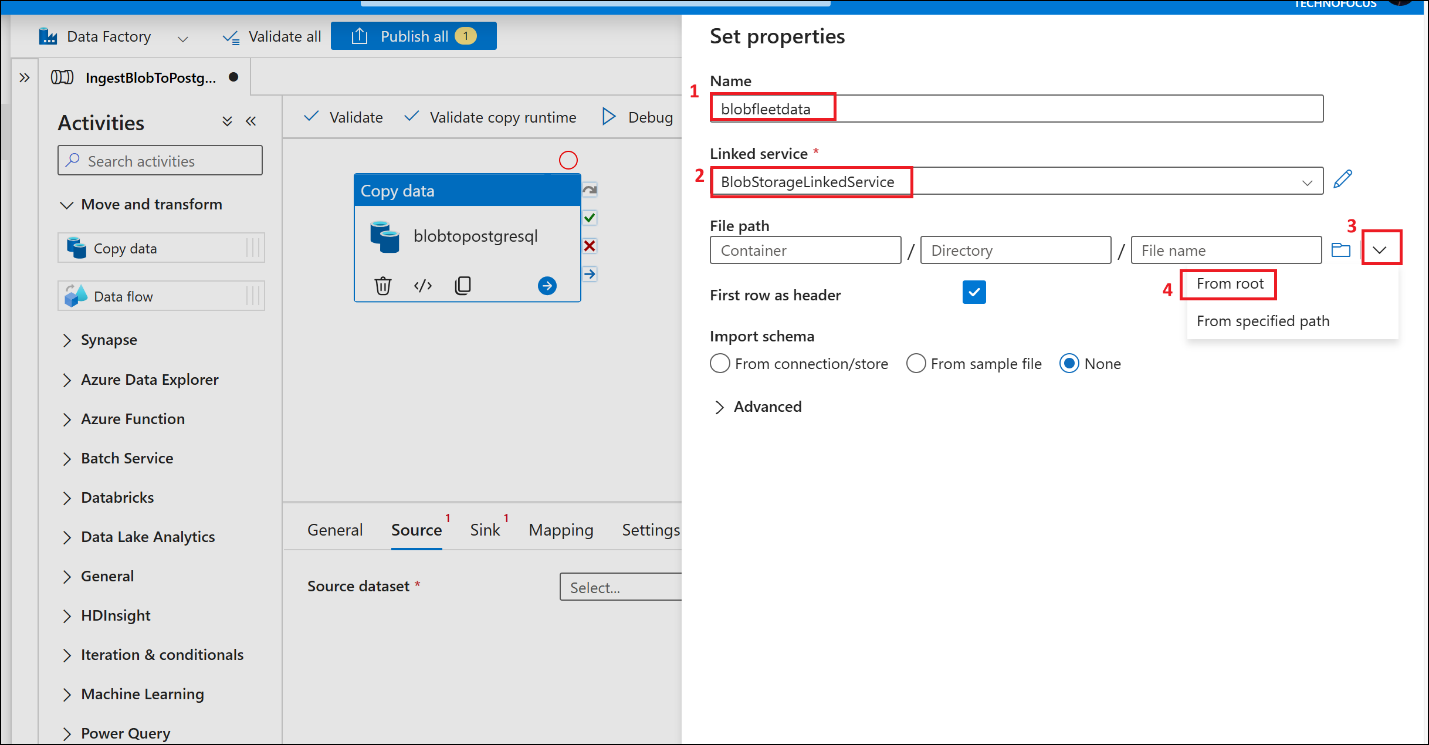 TECHNOFOCUS
Data Factory
Validate all
Publish all 1
IngestBlobToPostg...
Activities
Search activities
Move and transform
Copy data
Data flow
Synapse
Azure Data Explorer
Azure Function
Batch Service
Databricks
Data Lake Analytics
General
HDInsight
Iteration & conditionals
Machine Learning
Power Query
Validate
Validate copy runtime
Debug
Copy data
blobtopostgresql
General
Source 1
Sink 1
Mapping
Settings
Source dataset *
Select...
Set properties
Name
1
blobfleetdata
Linked service *
2
BlobStorageLinkedService
File path
3
Container / Directory / File name
4
From root
From specified path
First row as header
Import schema
From connection/store
From sample file
None
Advanced